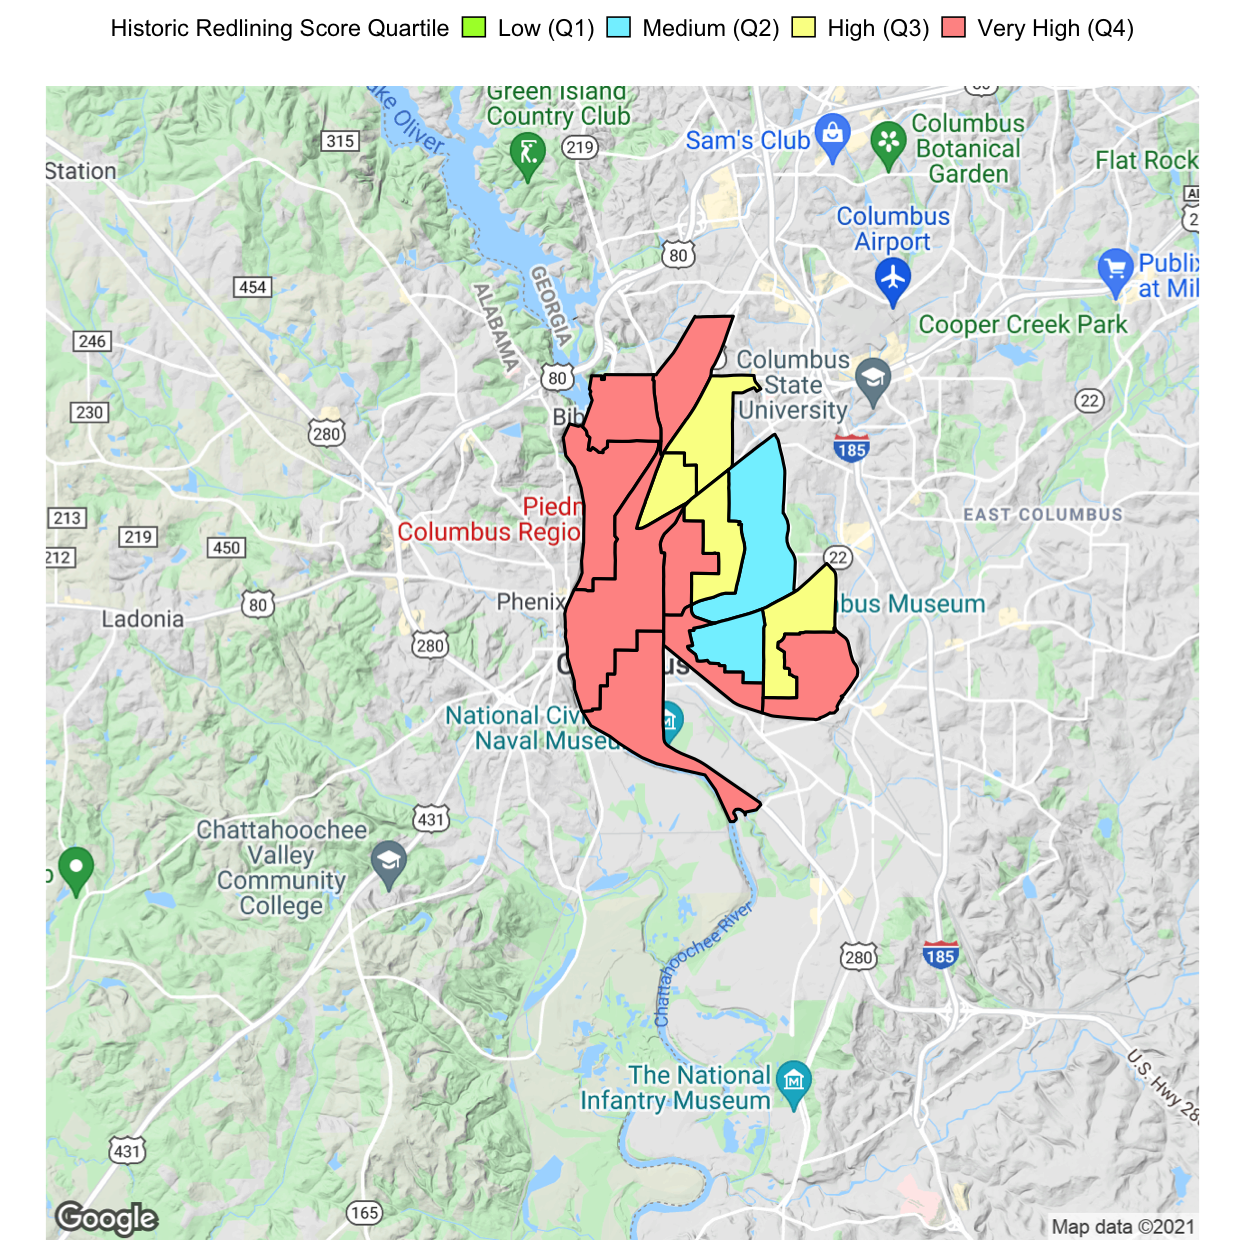 Historic Redlining Score Quartile Low (Q1) Medium (Q2) High (Q3) Very High (Q4)
Green Island
Country Club
Oliver
315
219
Sam's Club
Columbus
Botanical
Garden
Flat Rock
Station
Columbus
Airport
80
454
GEORGIA
ALABAMA
Publix
at Mil
Cooper Creek Park
246
80
Columbus
State
University
22
230
280
Bib
185
213
219
212
450
Piedr
Columbus Regio
EAST COLUMBUS
22
80
Ladonia
Phenix
bus Museum
280
C
us
National Civi
Naval Museu
431
Chattahoochee
Valley
Community
College
Chattahoochee River
280
185
The National
Infantry Museum
U.S. Hwy 28
431
165
Google
Map data ©2021